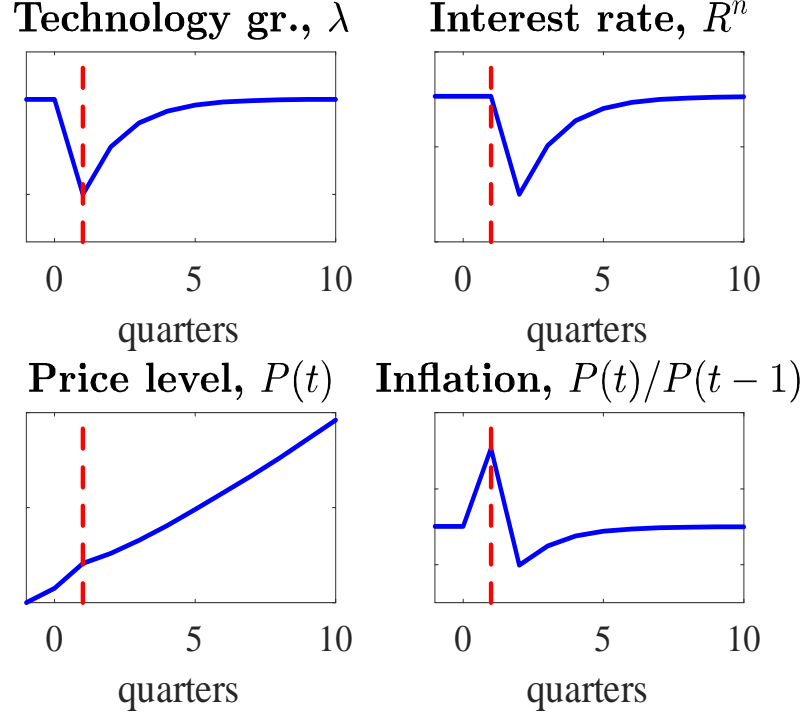 Technology gr., λ
Interest rate, Rⁿ
0 5 10
0 5 10
quarters
quarters
Price level, P(t)
Inflation, P(t)/P(t − 1)
0 5 10
0 5 10
quarters
quarters